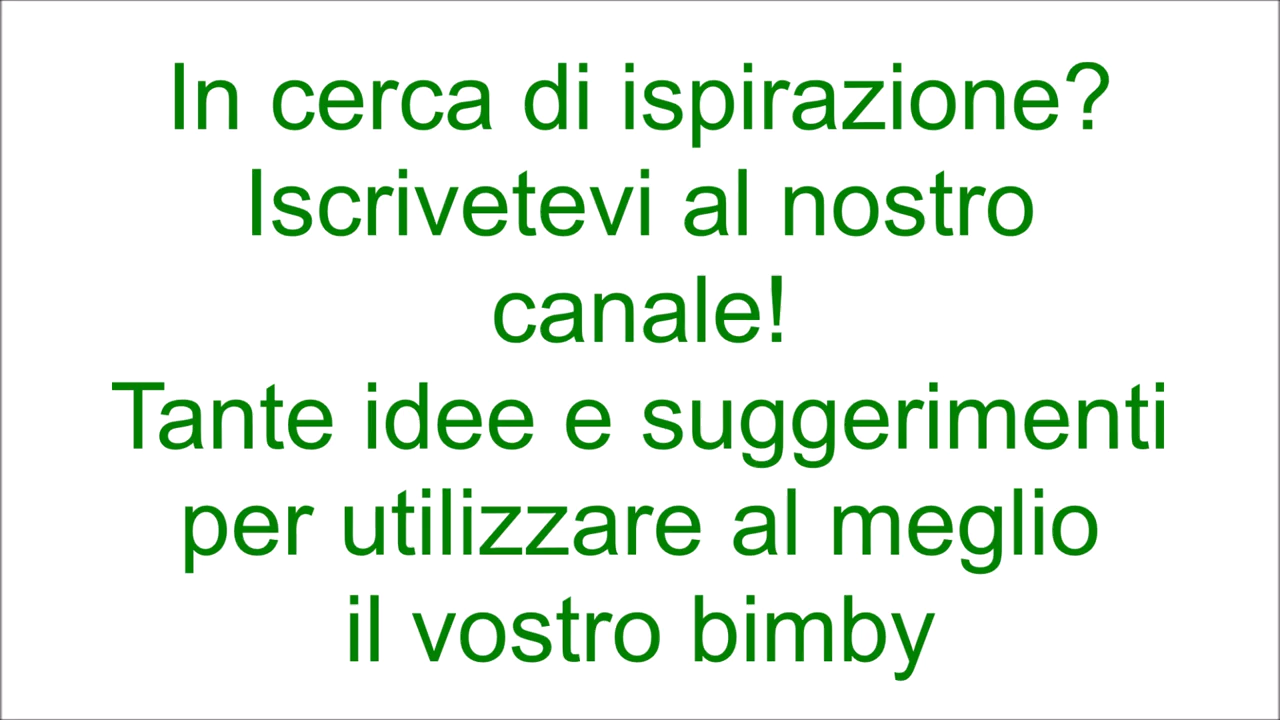 In cerca di ispirazione?
Iscrivetevi al nostro
canale!
Tante idee e suggerimenti
per utilizzare al meglio
il vostro bimby